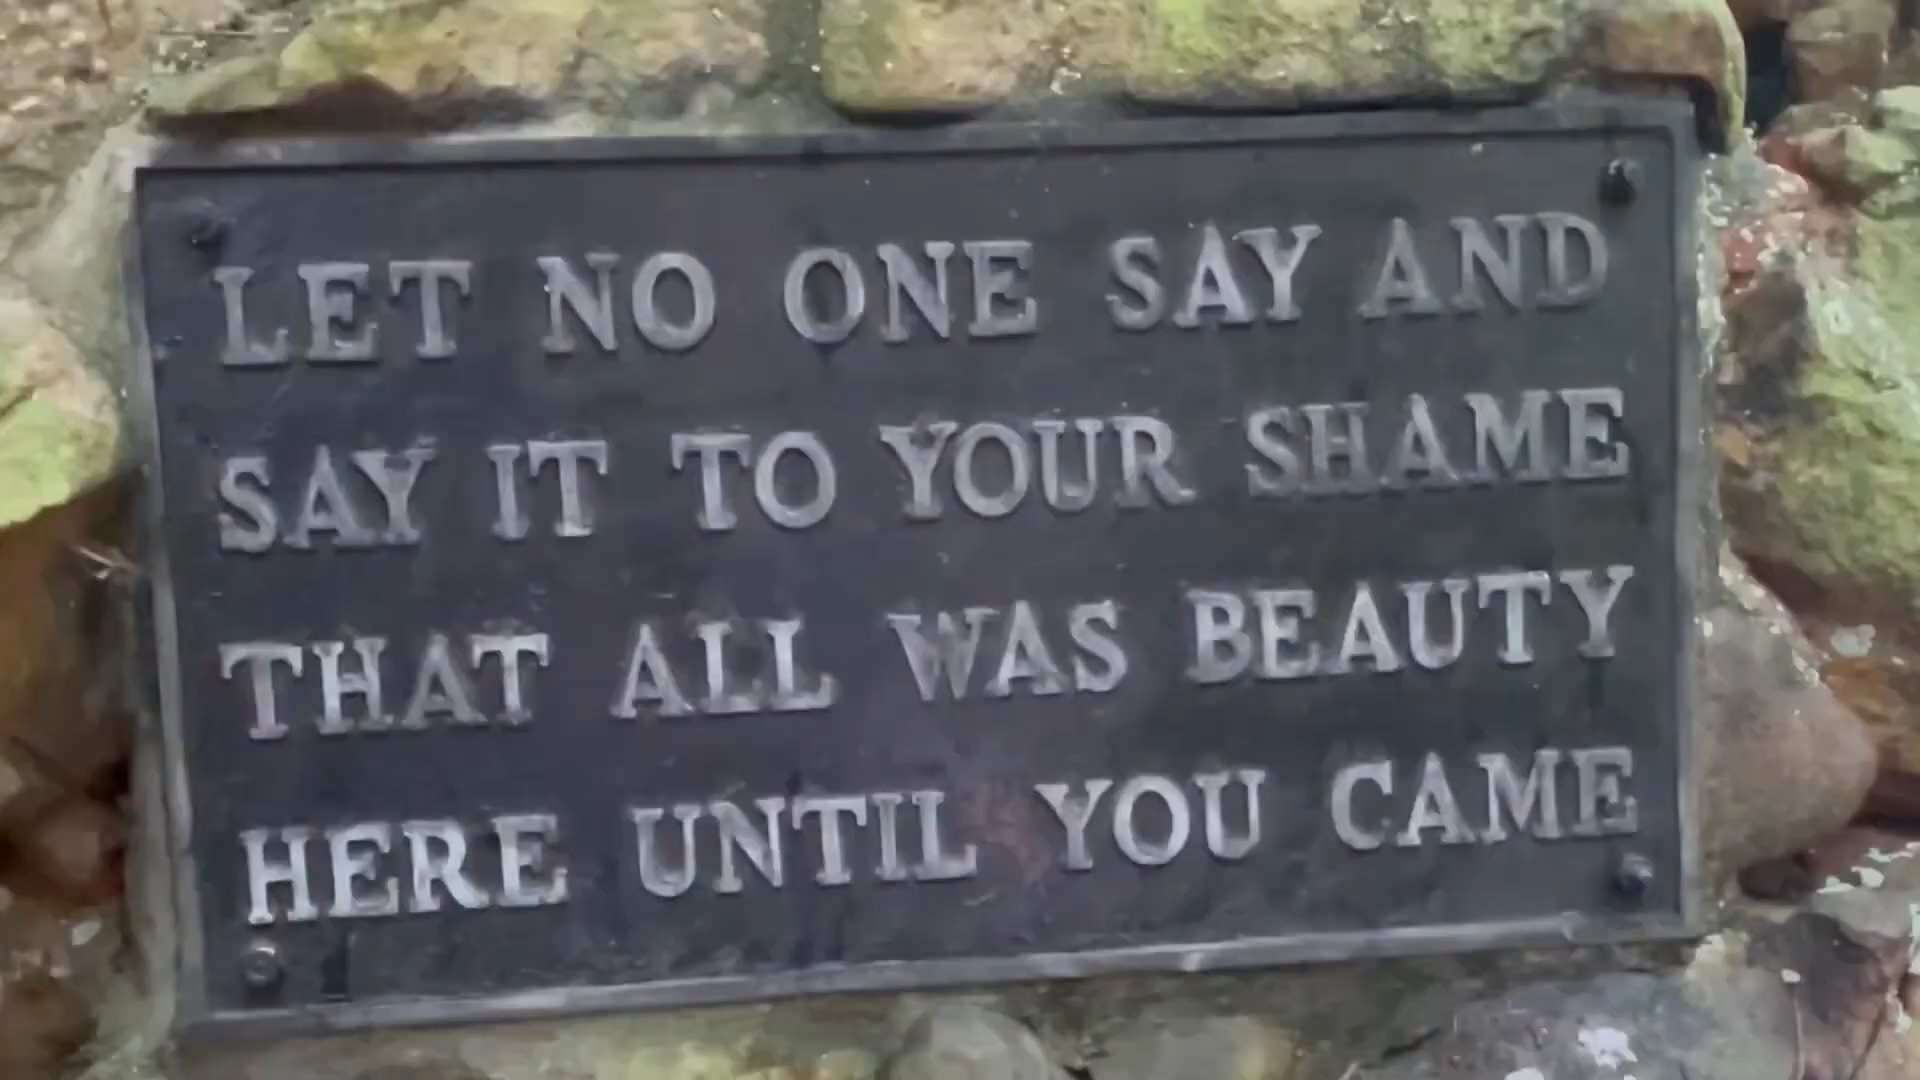 LET NO ONE SAY AND
SAY IT TO YOUR SHAME
THAT ALL WAS BEAUTY
HERE UNTIL YOU CAME